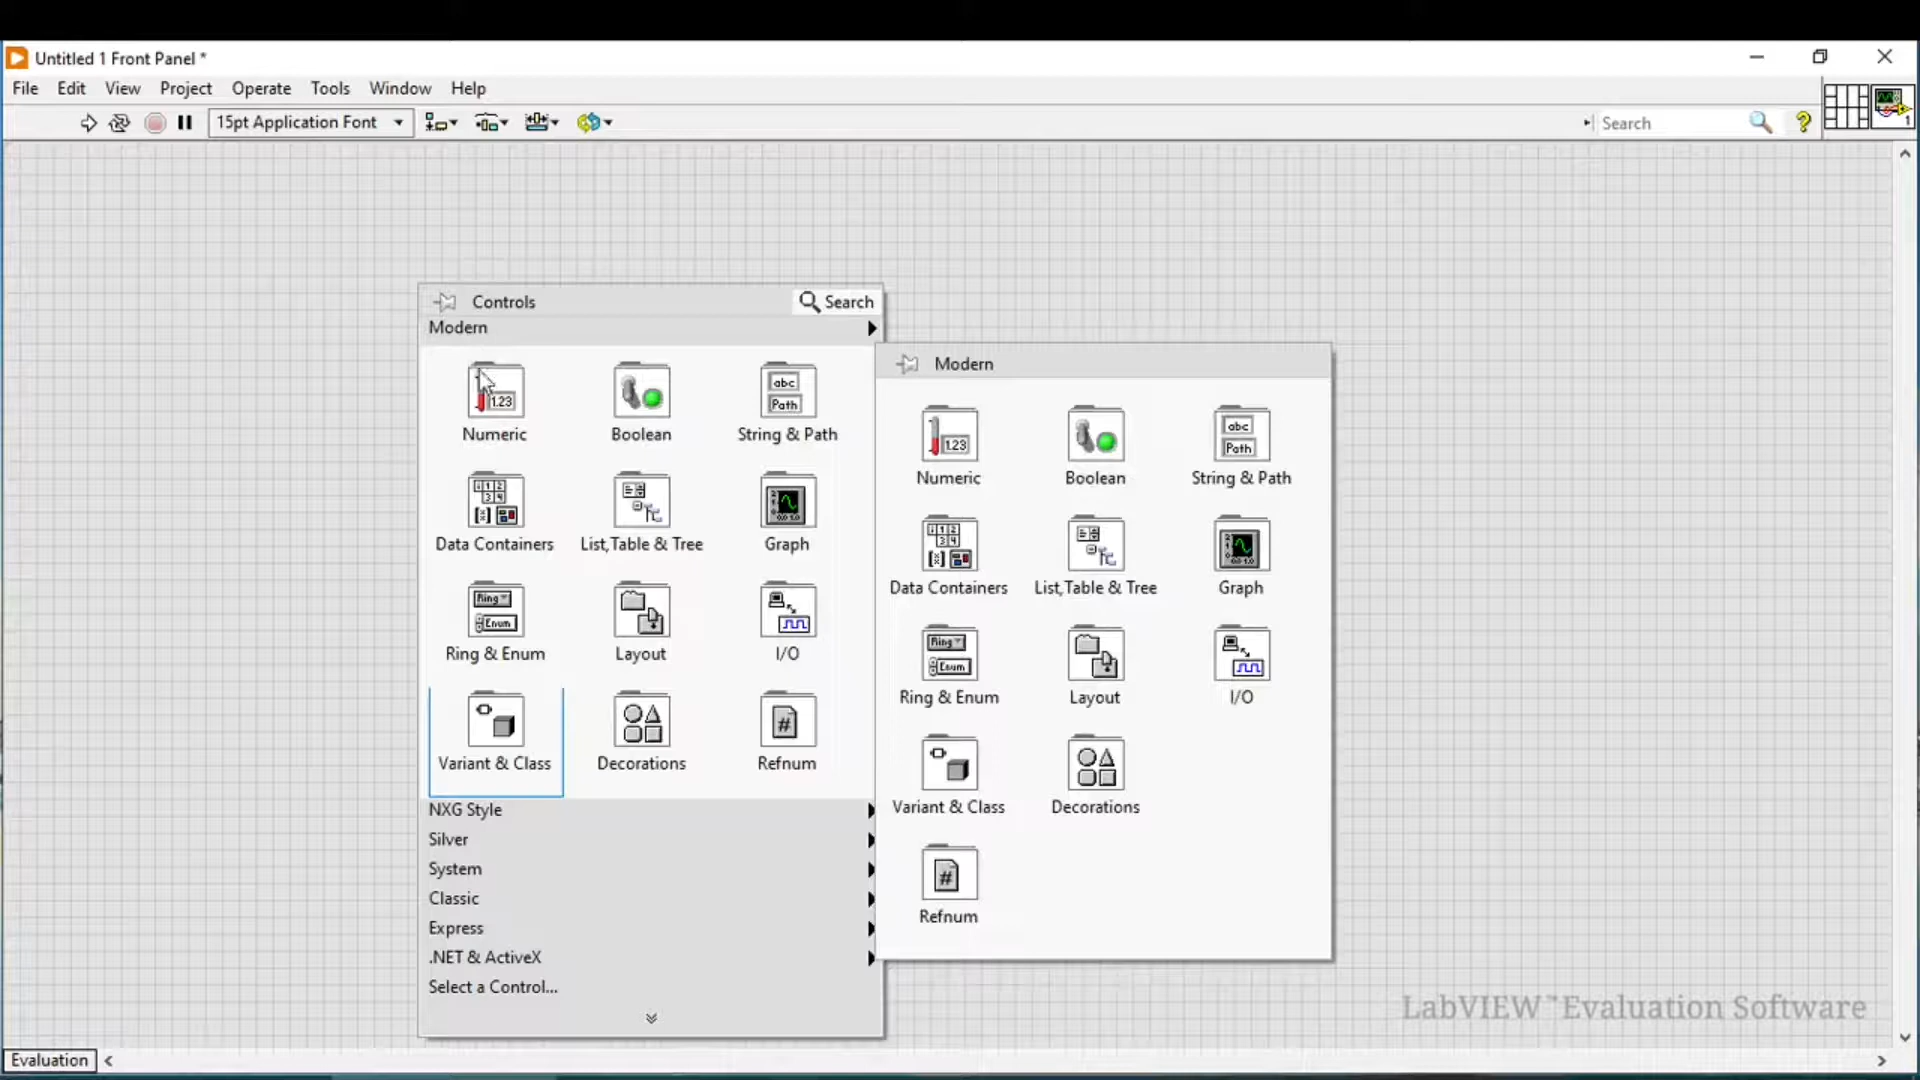 Untitled 1 Front Panel *
File Edit View Project Operate Tools Window Help
15pt Application Font
Search
1
Controls Search
Modern
Numeric Boolean String & Path
Data Containers List, Table & Tree Graph
Ring & Enum Layout I/O
Variant & Class Decorations Refnum
NXG Style
Silver
System
Classic
Express
.NET & ActiveX
Select a Control...
Modern
Numeric Boolean String & Path
Data Containers List, Table & Tree Graph
Ring & Enum Layout I/O
Variant & Class Decorations
Refnum
LabVIEW™ Evaluation Software
Evaluation